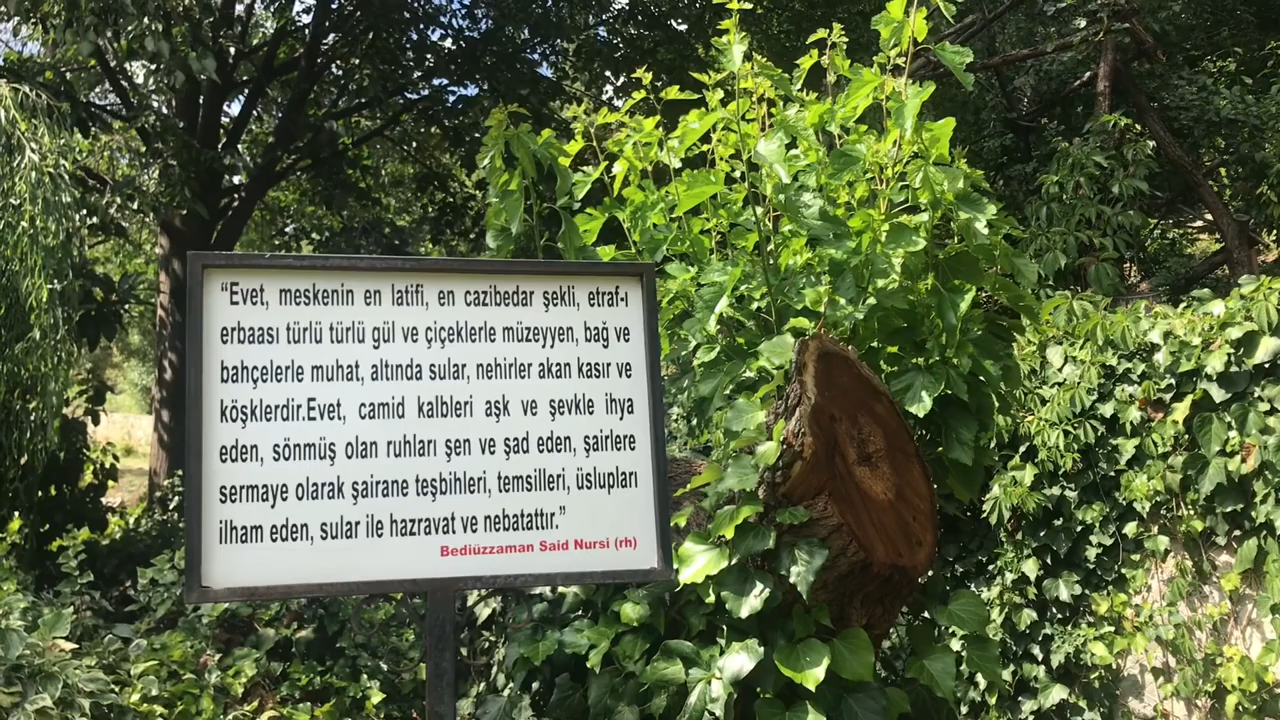 “Evet, meskenin en latifi, en cazibedar şekli, etraf-ı
erbaası türlü türlü gül ve çiçeklerle müzeyyen, bağ ve
bahçelerle muhat, altında sular, nehirler akan kasır ve
köşklerdir.Evet, camid kalbleri aşk ve şevkle ihya
eden, sönmüş olan ruhları şen ve şad eden, şairlere
sermaye olarak şairane teşbihleri, temsilleri, üslupları
ilham eden, sular ile hazravat ve nebatattır.”
Bediüzzaman Said Nursi (rh)